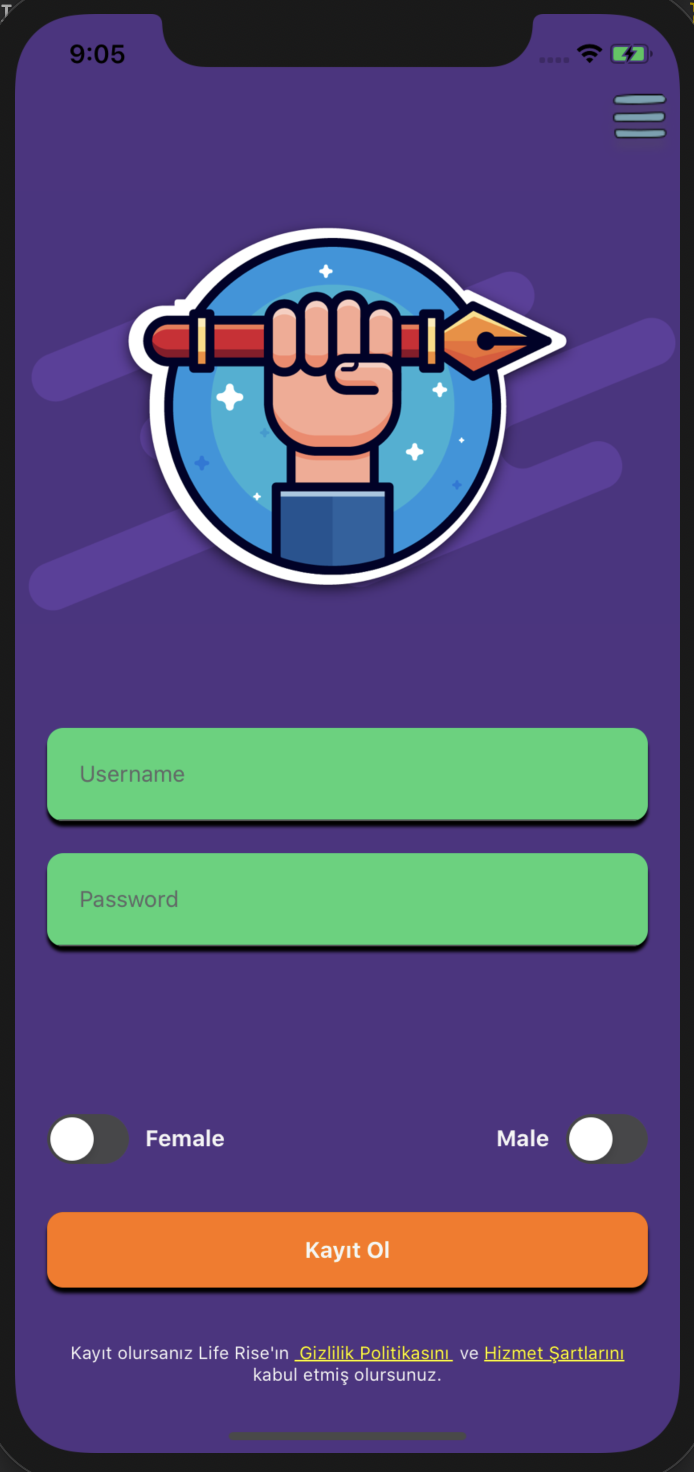 9:05
Username
Password
Female Male
Kayıt Ol
Kayıt olursanız Life Rise'ın Gizlilik Politikasını ve Hizmet Şartlarını
kabul etmiş olursunuz.